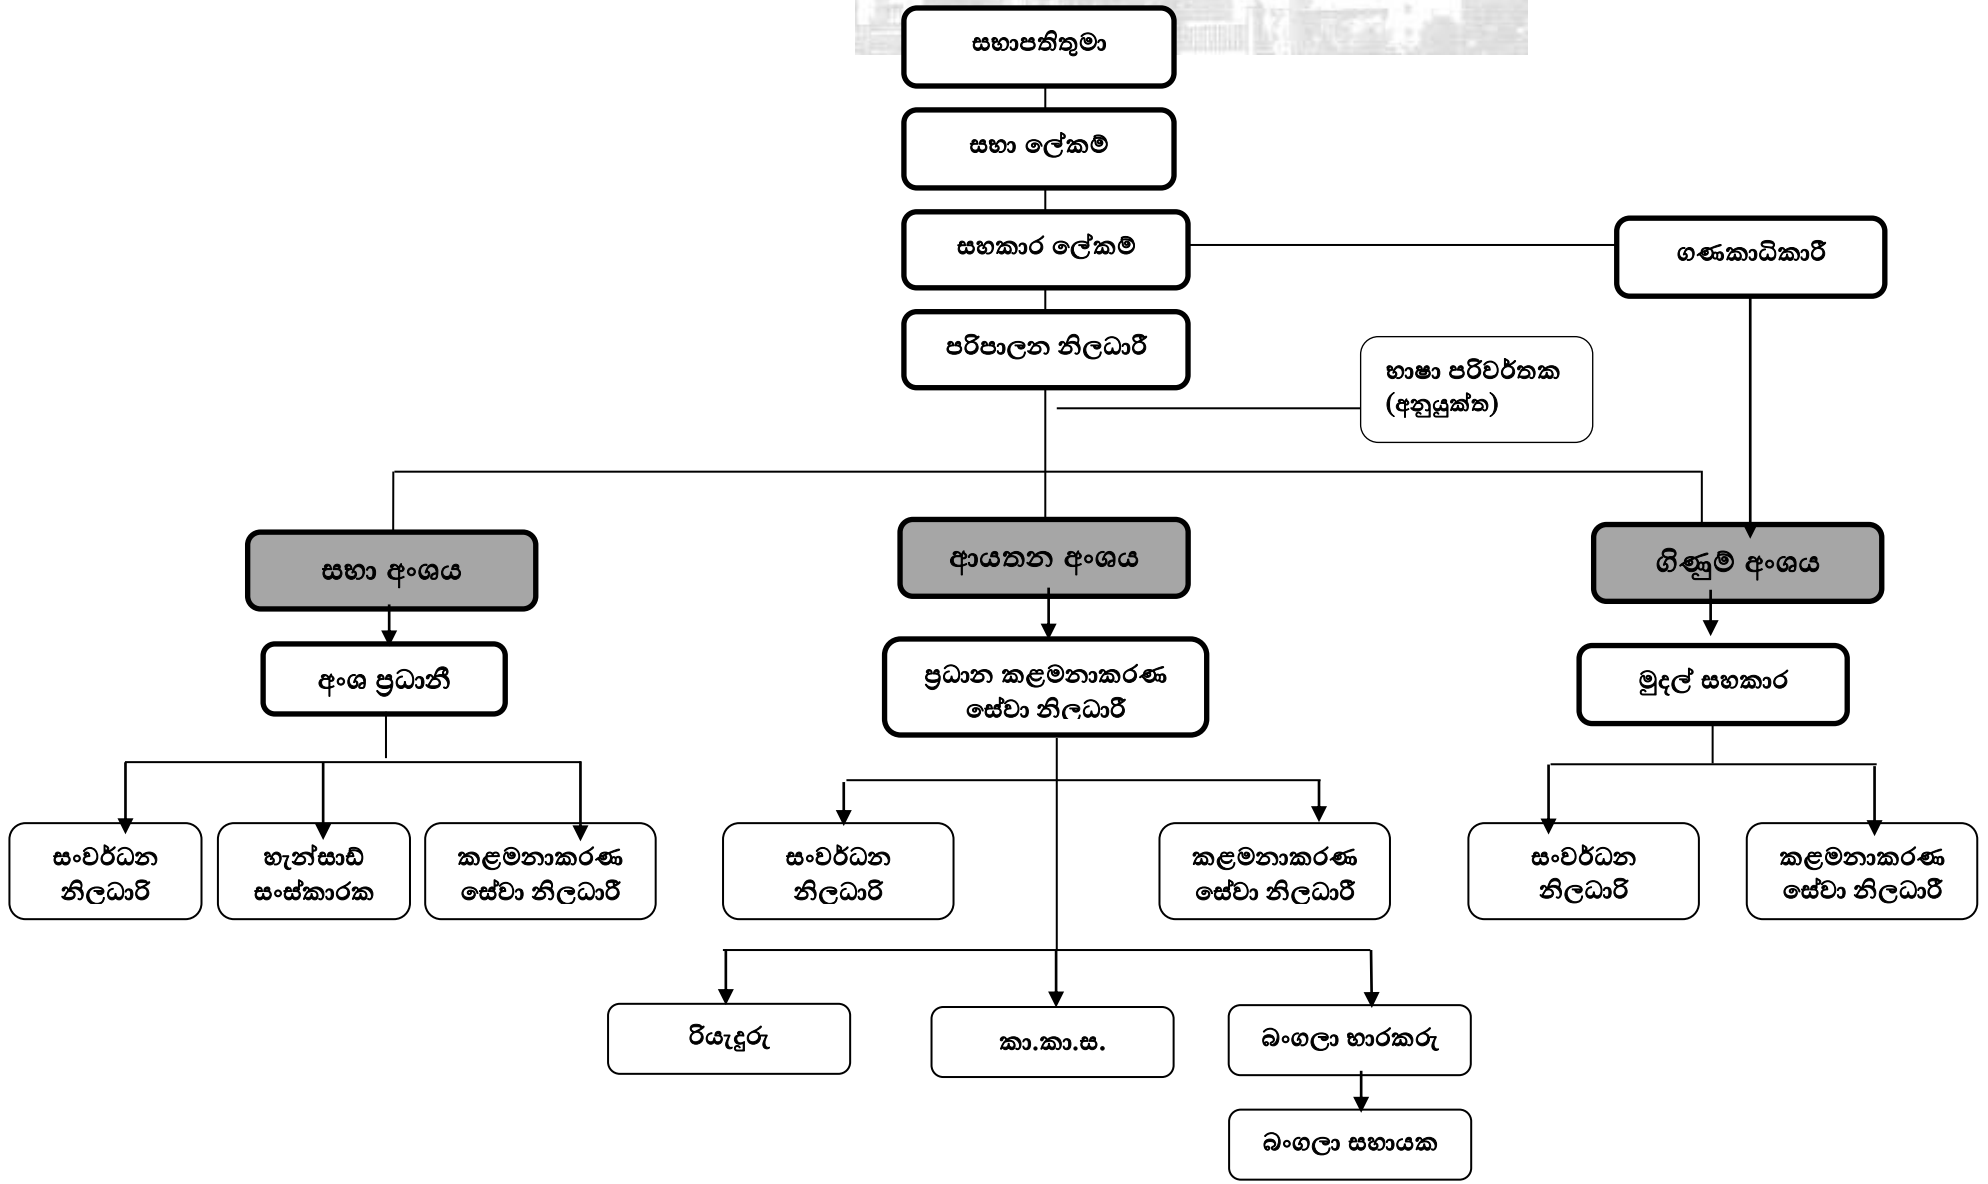 සභාපතිතුමා
සභා ලේකම්
සහකාර ලේකම්
ගණකාධිකාරී
පරිපාලන නිලධාරී
භාෂා පරිවර්තක
(අනුයුක්ත)
සභා අංශය
ආයතන අංශය
ගිණුම් අංශය
අංශ ප්‍රධානී
ප්‍රධාන කළමනාකරණ
සේවා නිලධාරී
මුදල් සහකාර
සංවර්ධන
නිලධාරි
හැන්සාඩ්
සංස්කාරක
කළමනාකරණ
සේවා නිලධාරී
සංවර්ධන
නිලධාරි
කළමනාකරණ
සේවා නිලධාරී
සංවර්ධන
නිලධාරි
කළමනාකරණ
සේවා නිලධාරී
රියැදුරු
කා.කා.ස.
බංගලා භාරකරු
බංගලා සහායක